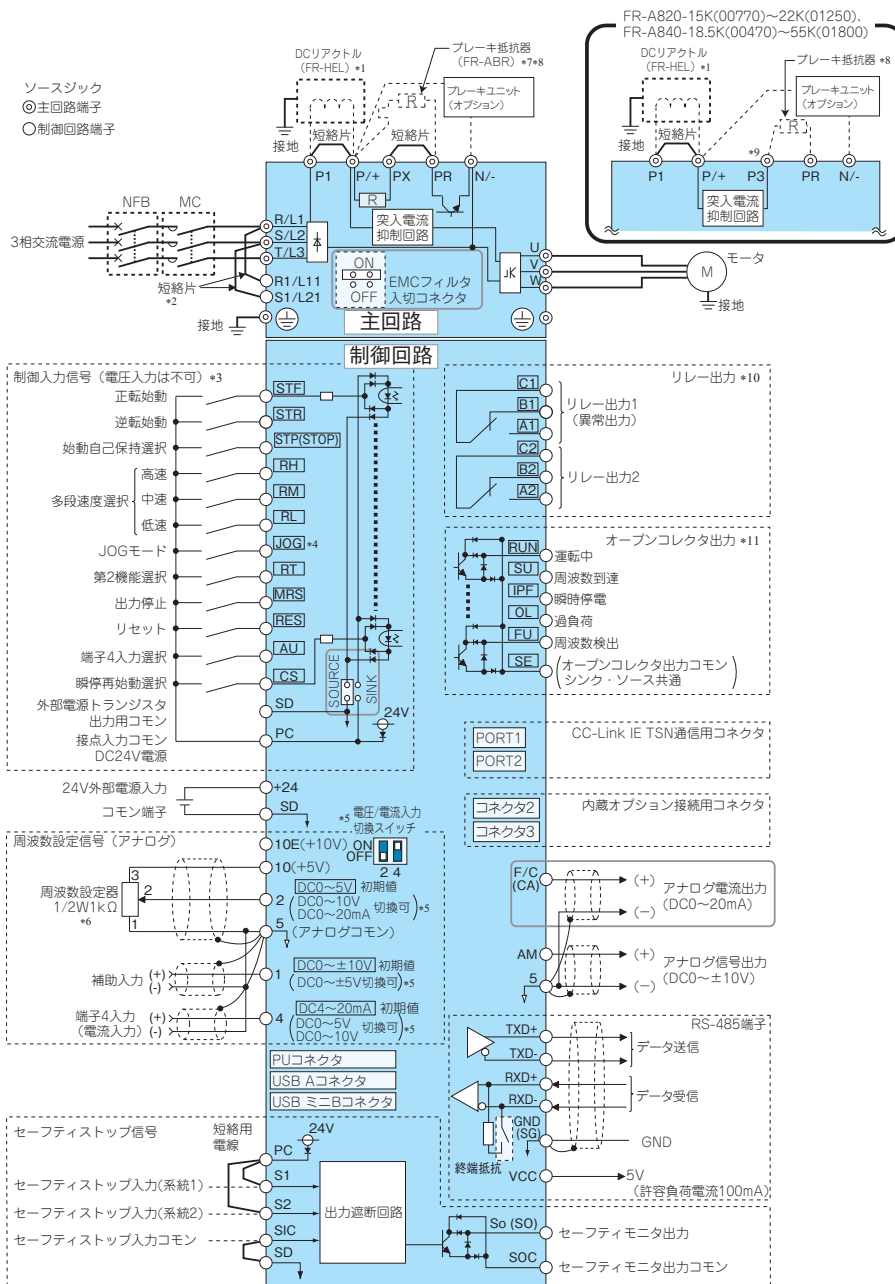 FR-A820-15K(00770)～22K(01250)、
FR-A840-18.5K(00470)～55K(01800)
ソースジック
◎主回路端子
○制御回路端子
DCリアクトル
(FR-HEL) *1
ブレーキ抵抗器
(FR-ABR) *7*8
R
ブレーキユニット
(オプション)
接地
短絡片
短絡片
P1
P/+
PX
PR
N/-
R
突入電流
抑制回路
DCリアクトル
(FR-HEL) *1
ブレーキ抵抗器 *8
ブレーキユニット
(オプション)
R
接地
短絡片
*9
P1
P/+
P3
PR
N/-
突入電流
抑制回路
NFB
MC
3相交流電源
R/L1
S/L2
T/L3
R1/L11
S1/L21
短絡片
*2
接地
ON
OFF
EMCフィルタ
入切コネクタ
U
V
W
M
モータ
接地
主回路
制御回路
制御入力信号（電圧入力は不可）*3
正転始動
STF
逆転始動
STR
始動自己保持選択
STP(STOP)
多段速度選択
高速
RH
中速
RM
低速
RL
JOGモード
JOG *4
第2機能選択
RT
出力停止
MRS
リセット
RES
端子4入力選択
AU
瞬停再始動選択
CS
SOURCE
SINK
外部電源トランジスタ
出力用コモン
SD
24V
接点入力コモン
DC24V電源
PC
リレー出力 *10
C1
B1
A1
リレー出力1
(異常出力)
C2
B2
A2
リレー出力2
オープンコレクタ出力 *11
RUN
運転中
SU
周波数到達
IPF
瞬時停電
OL
過負荷
FU
周波数検出
SE
(オープンコレクタ出力コモン
シンク・ソース共通)
PORT1
PORT2
CC-Link IE TSN通信用コネクタ
コネクタ2
コネクタ3
内蔵オプション接続用コネクタ
24V外部電源入力
+24
コモン端子
SD
*5 電圧/電流入力
切換スイッチ
ON
OFF
2 4
周波数設定信号（アナログ）
10E(+10V)
10(+5V)
周波数設定器
1/2W1kΩ
*6
3
2
1
2
DC0～5V 初期値
DC0～10V
DC0～20mA 切換可 *5
5
(アナログコモン)
補助入力 (+)
(-)
1
DC0～±10V 初期値
(DC0～±5V切換可) *5
端子4入力 (+)
(電流入力) (-)
4
DC4～20mA 初期値
DC0～5V
DC0～10V 切換可 *5
F/C
(CA)
(+)
(−)
アナログ電流出力
(DC0～20mA)
AM
5
(+)
(−)
アナログ信号出力
(DC0～±10V)
RS-485端子
TXD+
TXD-
データ送信
RXD+
RXD-
データ受信
GND
(SG)
GND
終端抵抗
VCC
5V
(許容負荷電流100mA)
PUコネクタ
USB Aコネクタ
USB ミニBコネクタ
セーフティストップ信号
短絡用
電線
24V
PC
S1
セーフティストップ入力(系統1)
S2
セーフティストップ入力(系統2)
SIC
セーフティストップ入力コモン
SD
出力遮断回路
So (SO)
セーフティモニタ出力
SOC
セーフティモニタ出力コモン